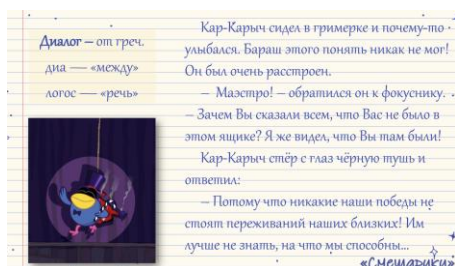 Диалог – от греч.
диа — «между»
логос — «речь»
Кар-Карыч сидел в гримерке и почему-то
улыбался. Бараш этого понять никак не мог!
Он был очень расстроен.
– Маэстро! – обратился он к фокуснику.
– Зачем Вы сказали всем, что Вас не было в
этом ящике? Я же видел, что Вы там были!
Кар-Карыч стёр с глаз чёрную тушь и
ответил:
– Потому что никакие наши победы не
стоят переживаний наших близких! Им
лучше не знать, на что мы способны...
«Смешарики»